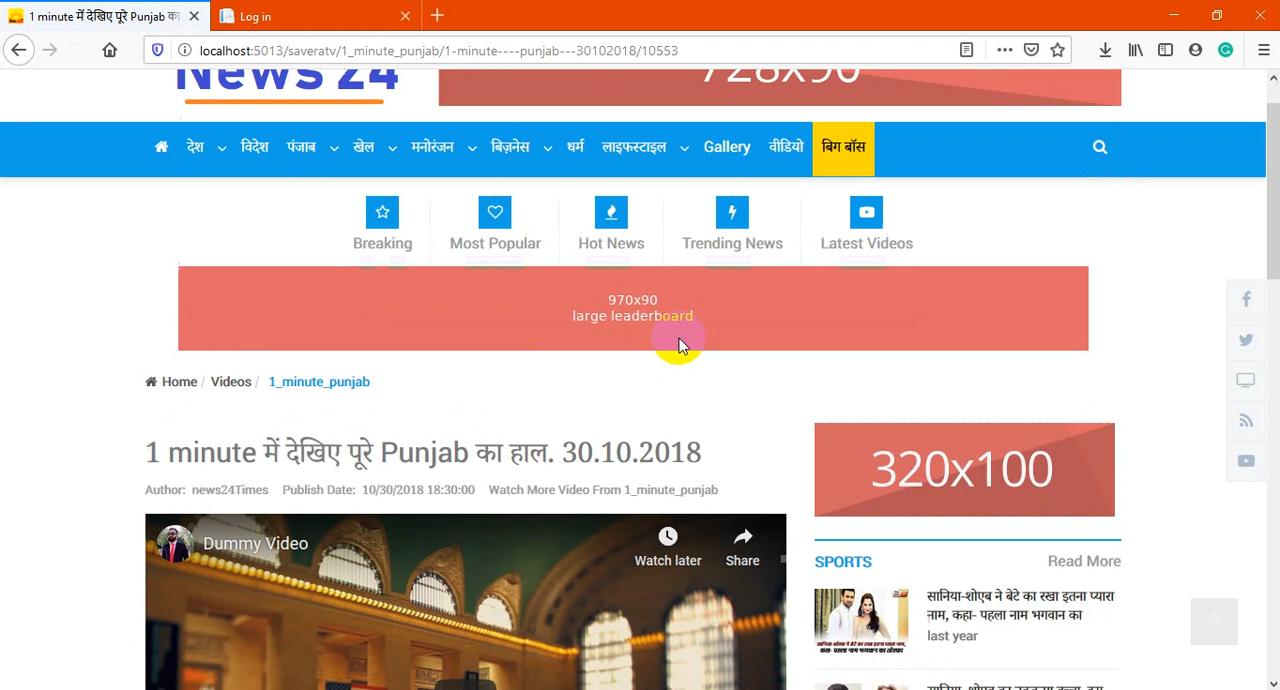 1 minute में देखिए पूरे Punjab का
Log in
localhost:5013/saveratv/1_minute_punjab/1-minute----punjab---30102018/10553
News 24
728x90
देश विदेश पंजाब खेल मनोरंजन बिज़नेस धर्म लाइफस्टाइल Gallery वीडियो बिग बॉस
Breaking Most Popular Hot News Trending News Latest Videos
970x90
large leaderboard
Home / Videos / 1_minute_punjab
1 minute में देखिए पूरे Punjab का हाल. 30.10.2018
Author: news24Times Publish Date: 10/30/2018 18:30:00 Watch More Video From 1_minute_punjab
Dummy Video
Watch later
Share
320x100
SPORTS
Read More
सानिया-शोएब ने बेटे का रखा इतना प्यारा
नाम, कहा- पहला नाम भगवान का
last year